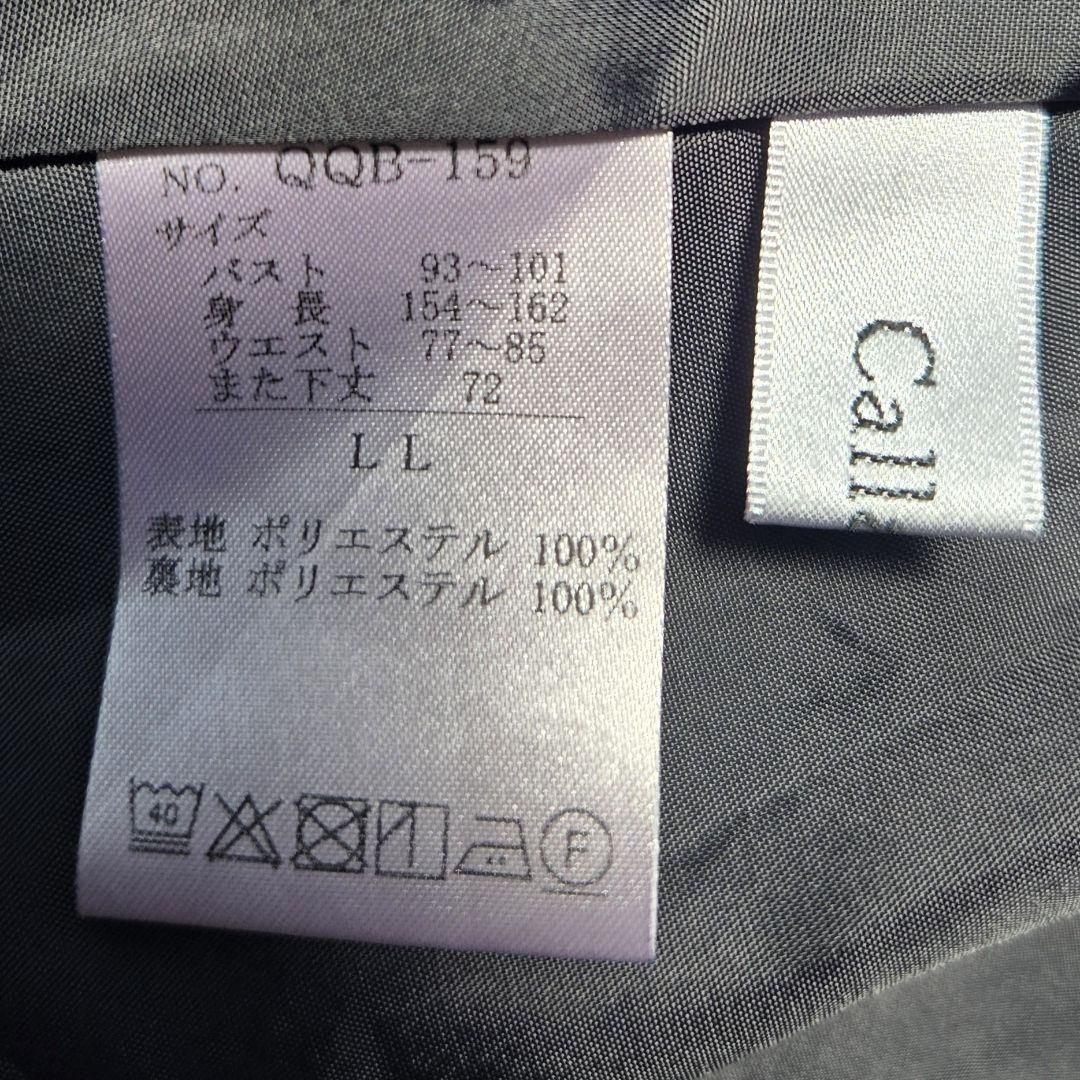 NO. QQB-159
サイズ
バスト 93～101
身長 154～162
ウエスト 77～85
また下丈 72
LL
表地 ポリエステル 100%
裏地 ポリエステル 100%
40
F
Call